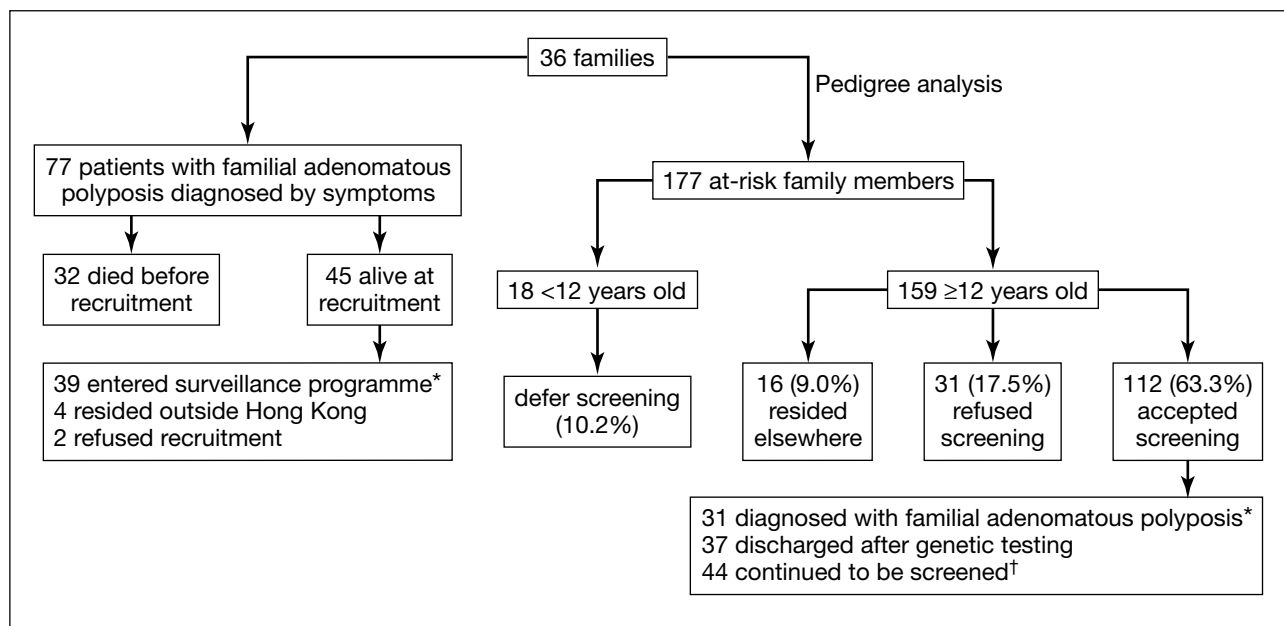 36 families
Pedigree analysis
77 patients with familial adenomatous
polyposis diagnosed by symptoms
177 at-risk family members
32 died before
recruitment
45 alive at
recruitment
18 <12 years old
159 ≥12 years old
39 entered surveillance programme*
4 resided outside Hong Kong
2 refused recruitment
defer screening
(10.2%)
16 (9.0%)
resided
elsewhere
31 (17.5%)
refused
screening
112 (63.3%)
accepted
screening
31 diagnosed with familial adenomatous polyposis*
37 discharged after genetic testing
44 continued to be screened†